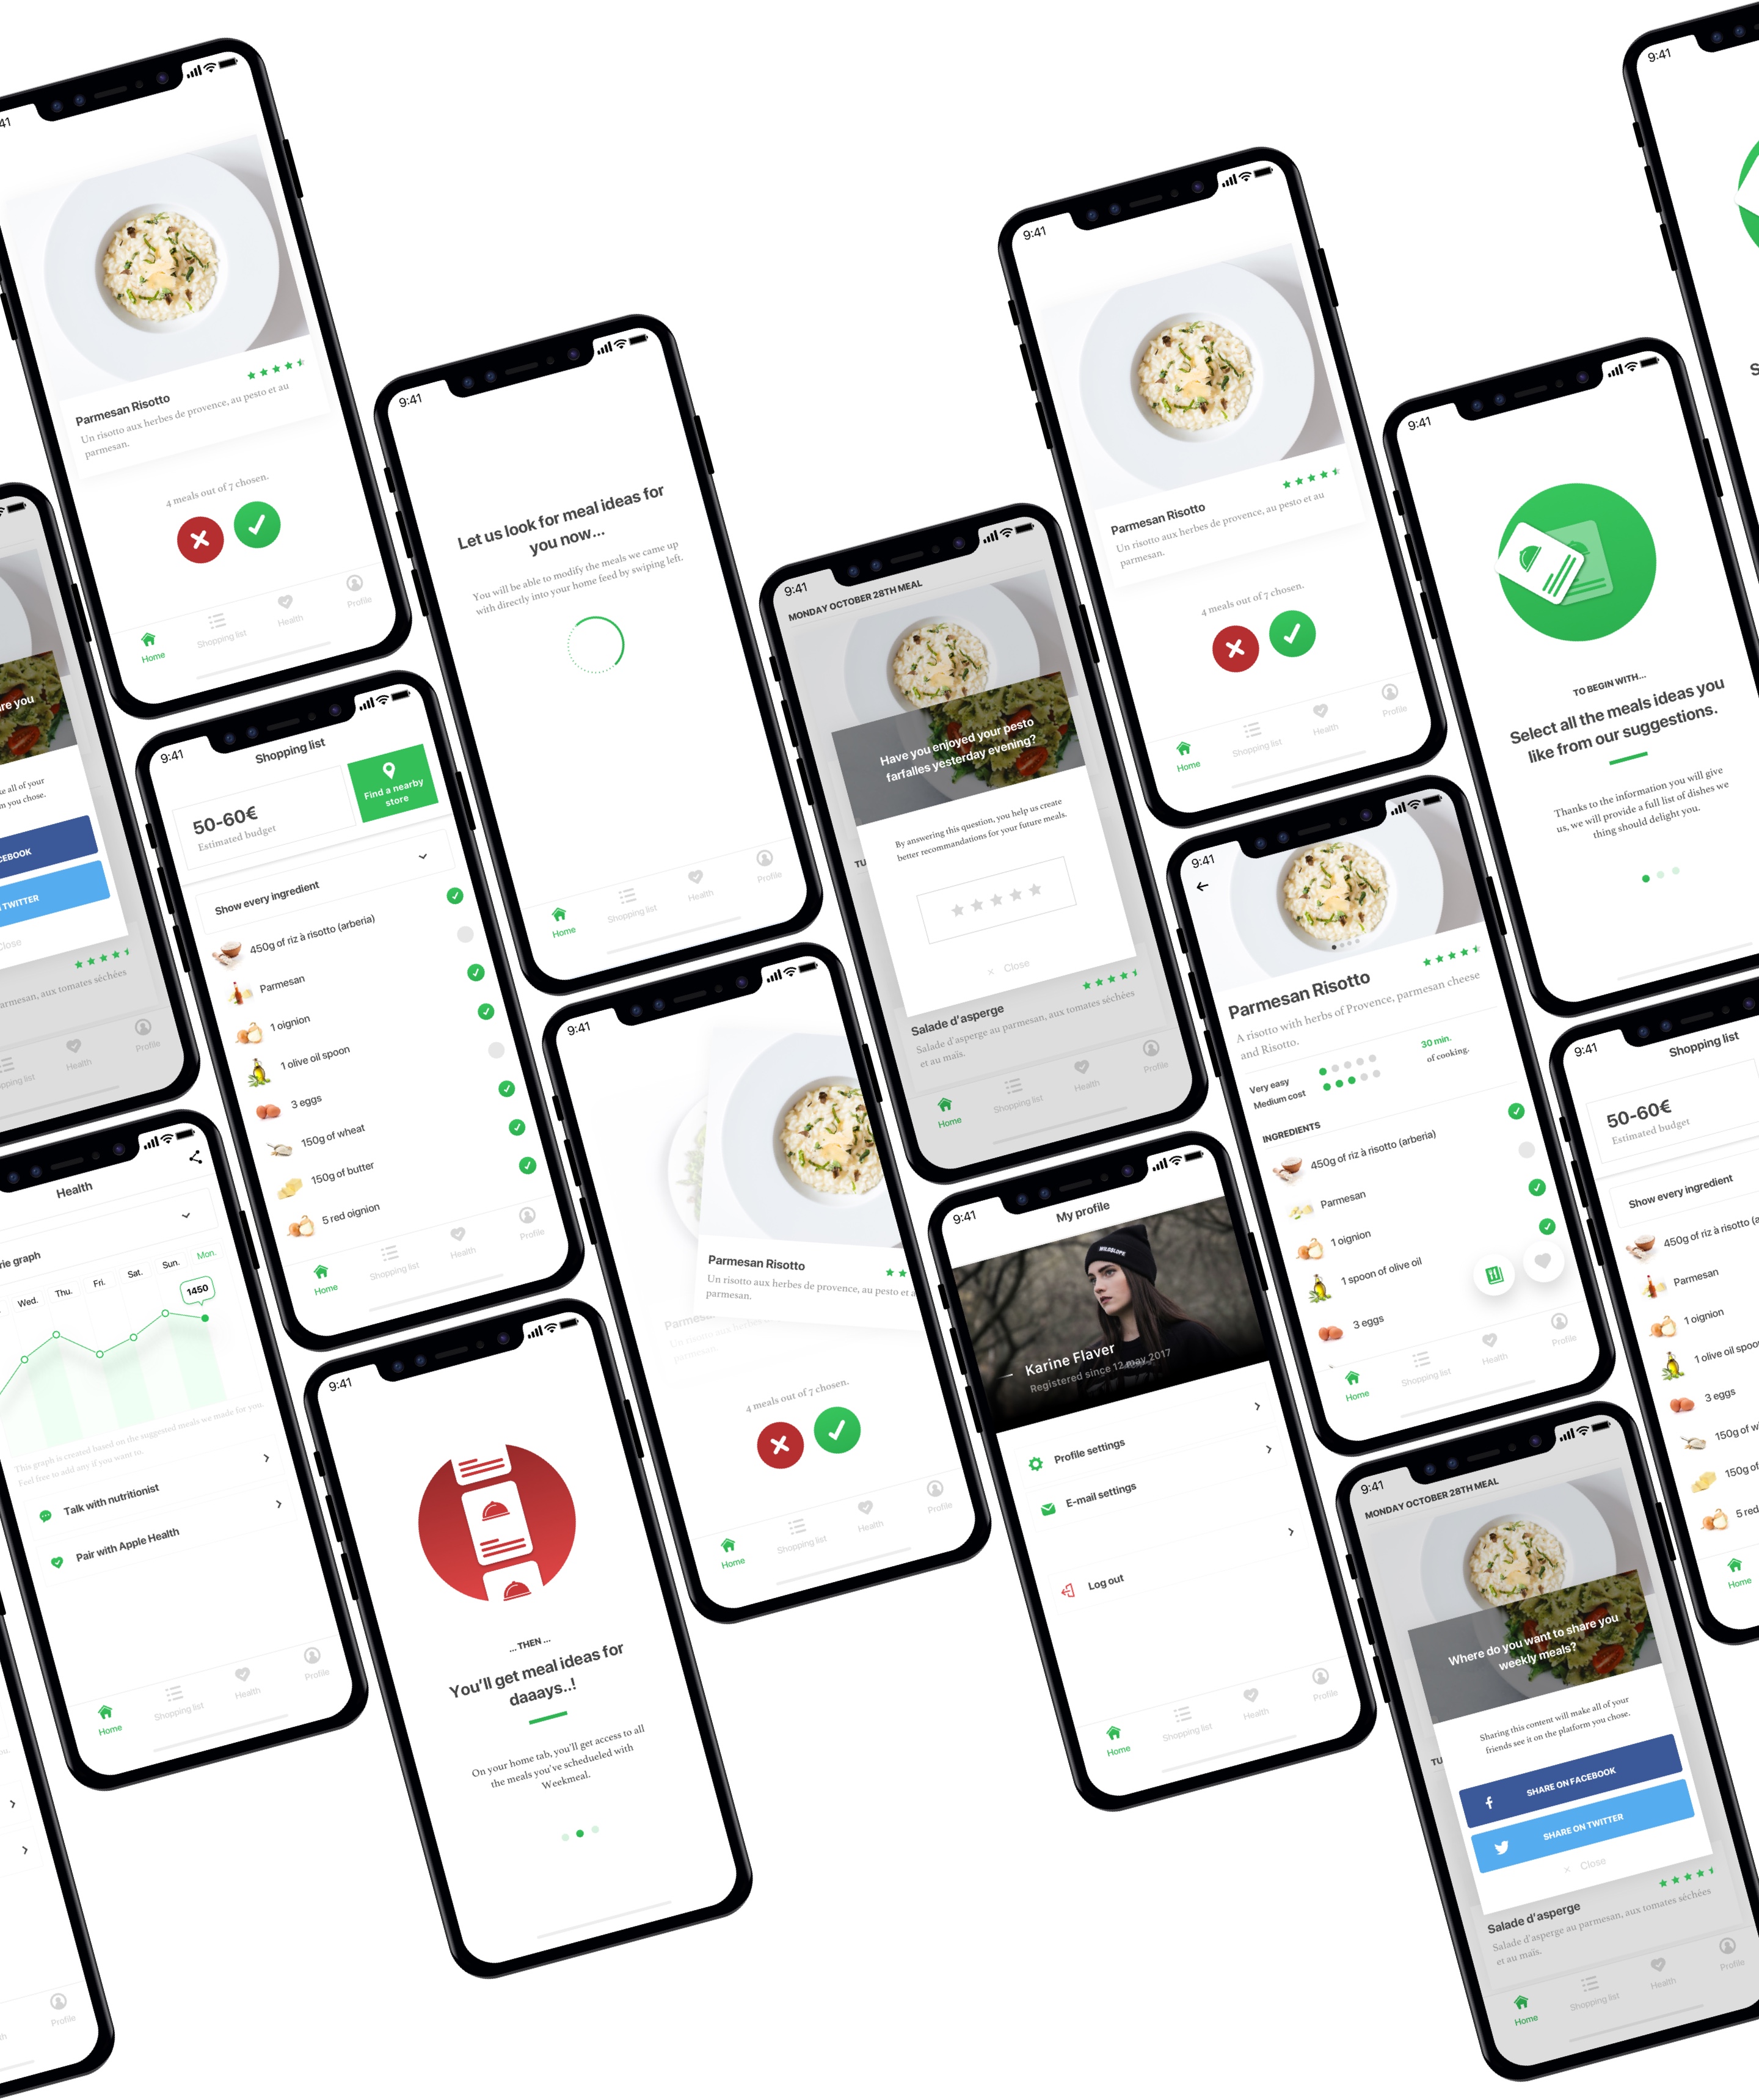 41
Parmesan Risotto
Un risotto aux herbes de provence, au pesto et au
parmesan.
4 meals out of 7 chosen.
Home
Shopping list
Health
Profile
re you
ke all of your
m you chose.
CEBOOK
TWITTER
Close
armesan, aux tomates séchées
pping list
Health
Profile
Health
rie graph
Wed.
Thu.
Fri.
Sat.
Sun.
Mon.
1450
This graph is created based on the suggested meals we made for you.
Feel free to add any if you want to.
Talk with nutritionist
Pair with Apple Health
Home
Shopping list
Health
Profile
ou.
th
Profile
9:41
Shopping list
50-60€
Estimated budget
Find a nearby
store
Show every ingredient
450g of riz à risotto (arberia)
Parmesan
1 oignion
1 olive oil spoon
3 eggs
150g of wheat
150g of butter
5 red oignion
Home
Shopping list
Health
Profile
9:41
... THEN ...
You'll get meal ideas for
daaays..!
On your home tab, you'll get access to all
the meals you've schedueled with
Weekmeal.
9:41
Let us look for meal ideas for
you now...
You will be able to modify the meals we came up
with directly into your home feed by swiping left.
Home
Shopping list
Health
Profile
9:41
Parmesan Risotto
Un risotto aux herbes de provence, au pesto et a
parmesan.
4 meals out of 7 chosen.
Home
Shopping list
Health
Profile
9:41
MONDAY OCTOBER 28TH MEAL
Have you enjoyed your pesto
farfalles yesterday evening?
By answering this question, you help us create
better recommandations for your future meals.
TU
× Close
Salade d'asperge
Salade d'asperge au parmesan, aux tomates séchées
et au maïs.
Home
Shopping list
Health
Profile
9:41
My profile
WILDSLOPE
Karine Flaver
Registered since 12 may 2017
Profile settings
E-mail settings
Log out
Home
Shopping list
Health
Profile
9:41
Parmesan Risotto
Un risotto aux herbes de provence, au pesto et au
parmesan.
4 meals out of 7 chosen.
Home
Shopping list
Health
Profile
9:41
Parmesan Risotto
A risotto with herbs of Provence, parmesan cheese
and Risotto.
Very easy
Medium cost
30 min.
of cooking.
INGREDIENTS
450g of riz à risotto (arberia)
Parmesan
1 oignion
1 spoon of olive oil
3 eggs
Home
Shopping list
Health
Profile
9:41
MONDAY OCTOBER 28TH MEAL
Where do you want to share you
weekly meals?
Sharing this content will make all of your
friends see it on the platform you chose.
TU
SHARE ON FACEBOOK
SHARE ON TWITTER
× Close
Salade d'asperge
Salade d'asperge au parmesan, aux tomates séchées
et au maïs.
Home
Shopping list
Health
Profile
9:41
TO BEGIN WITH...
Select all the meals ideas you
like from our suggestions.
Thanks to the information you will give
us, we will provide a full list of dishes we
thing should delight you.
9:41
Shopping list
50-60€
Estimated budget
Show every ingredient
450g of riz à risotto (a
Parmesan
1 oignion
1 olive oil spoo
3 eggs
150g of w
150g of
5 red
Home
9:41
S